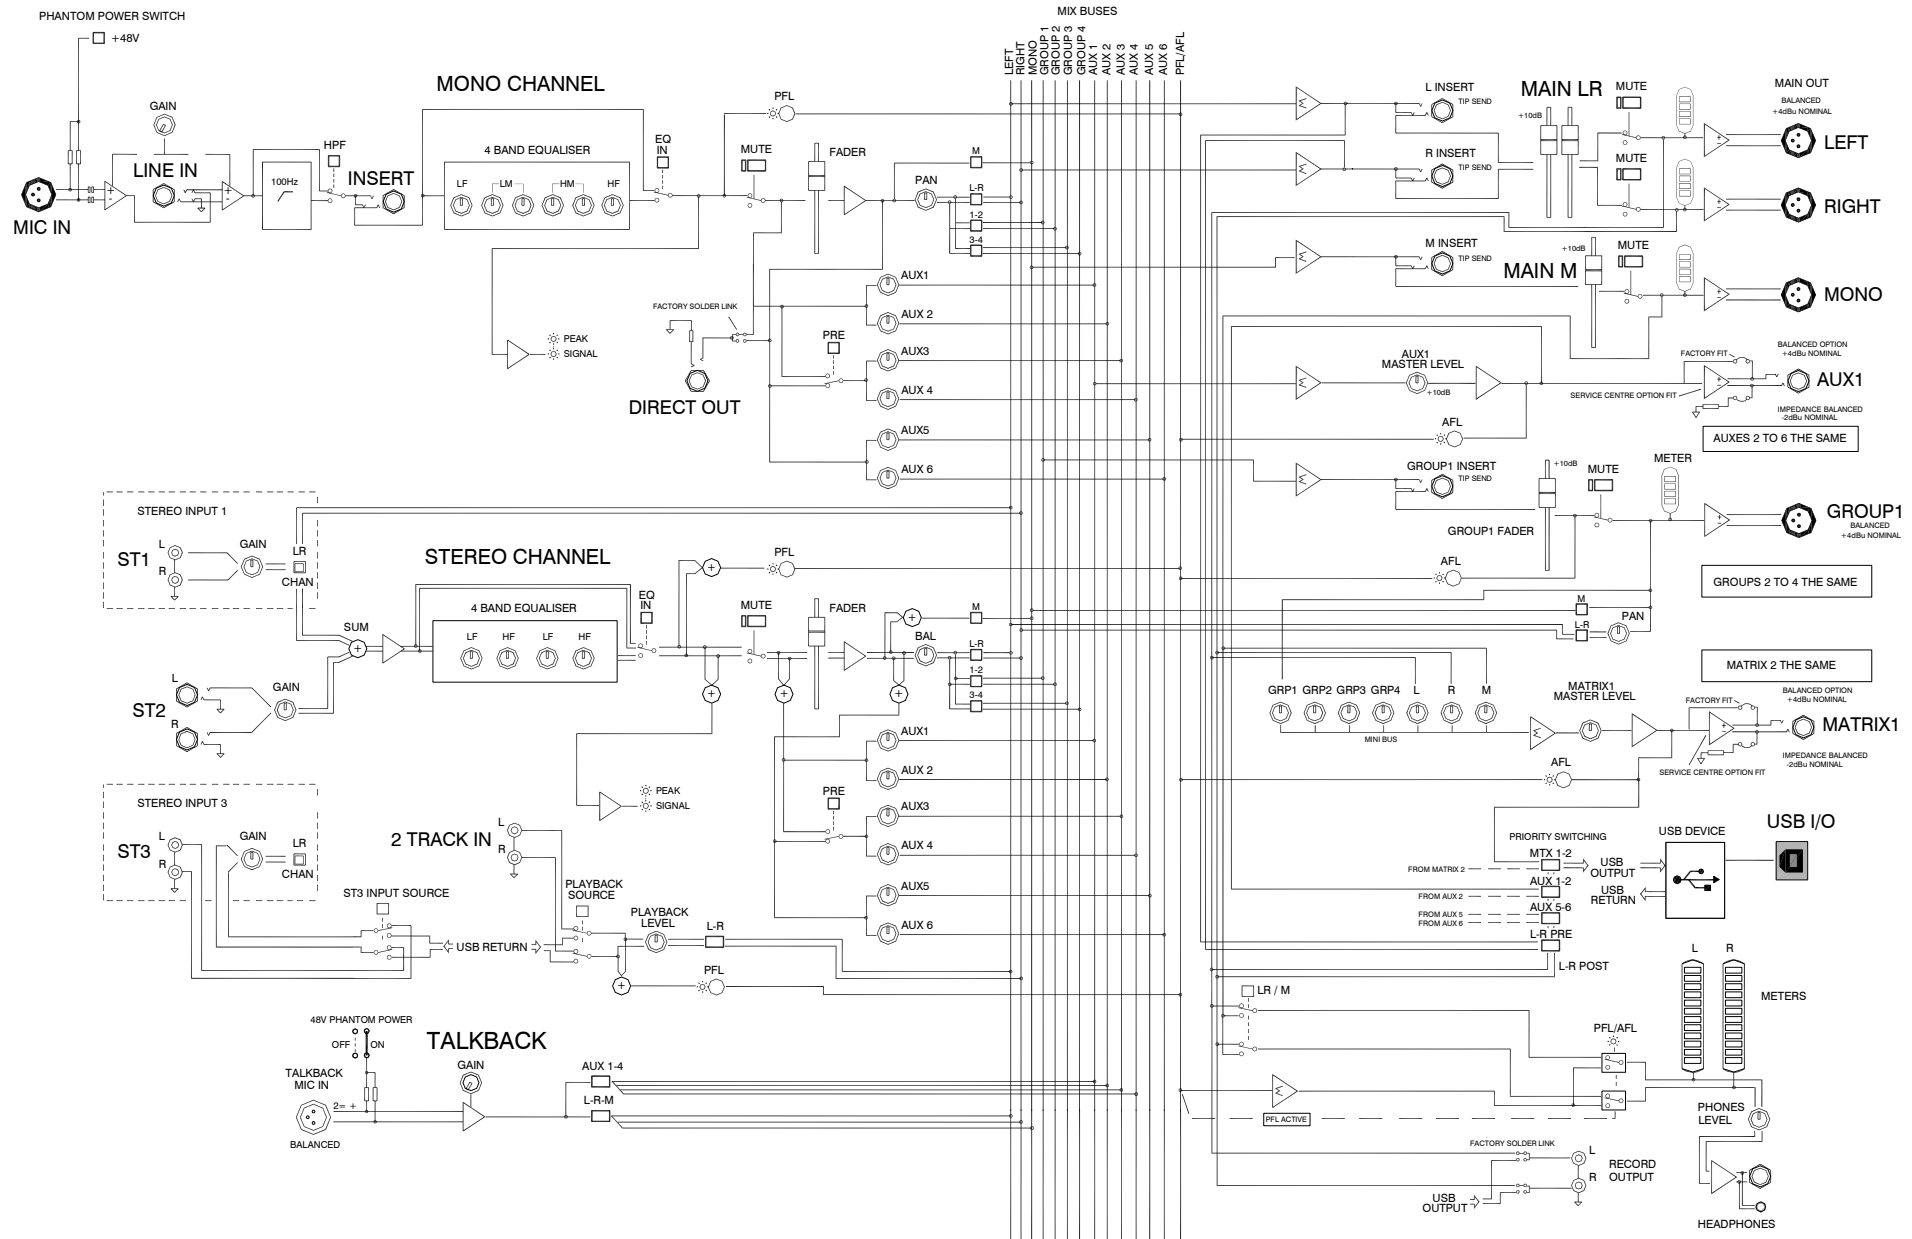 PHANTOM POWER SWITCH
+48V
MIX BUSES
LEFT
RIGHT
MONO
GROUP 1
GROUP 2
GROUP 3
GROUP 4
AUX 1
AUX 2
AUX 3
AUX 4
AUX 5
AUX 6
PFL/AFL
MONO CHANNEL
GAIN
LINE IN
HPF
100Hz
INSERT
MIC IN
4 BAND EQUALISER
LF
LM
HM
HF
EQ
IN
PFL
MUTE
FADER
PAN
M
L-R
1-2
3-4
AUX1
AUX 2
PRE
AUX3
AUX 4
AUX5
AUX 6
FACTORY SOLDER LINK
DIRECT OUT
PEAK
SIGNAL
STEREO INPUT 1
L
ST1
R
GAIN
LR
CHAN
STEREO CHANNEL
SUM
4 BAND EQUALISER
LF
HF
LF
HF
EQ
IN
PFL
MUTE
FADER
BAL
M
L-R
1-2
3-4
L
ST2
R
GAIN
AUX1
AUX 2
PRE
AUX3
AUX 4
AUX5
AUX 6
PEAK
SIGNAL
STEREO INPUT 3
L
ST3
R
GAIN
LR
CHAN
2 TRACK IN
L
R
ST3 INPUT SOURCE
USB RETURN
PLAYBACK
SOURCE
PLAYBACK
LEVEL
L-R
PFL
48V PHANTOM POWER
OFF
ON
TALKBACK
TALKBACK
MIC IN
2= +
BALANCED
GAIN
AUX 1-4
L-R-M
L INSERT
TIP SEND
R INSERT
TIP SEND
MAIN LR
+10dB
MUTE
MUTE
MAIN OUT
BALANCED
+4dBu NOMINAL
LEFT
RIGHT
M INSERT
TIP SEND
MAIN M
+10dB
MUTE
MONO
AUX1
MASTER LEVEL
+10dB
AFL
FACTORY FIT
SERVICE CENTRE OPTION FIT
BALANCED OPTION
+4dBu NOMINAL
AUX1
IMPEDANCE BALANCED
-2dBu NOMINAL
AUXES 2 TO 6 THE SAME
GROUP1 INSERT
TIP SEND
+10dB
MUTE
METER
GROUP1 FADER
AFL
GROUP1
BALANCED
+4dBu NOMINAL
GROUPS 2 TO 4 THE SAME
M
L-R
PAN
MATRIX 2 THE SAME
GRP1
GRP2
GRP3
GRP4
L
R
M
MINI BUS
MATRIX1
MASTER LEVEL
AFL
FACTORY FIT
SERVICE CENTRE OPTION FIT
BALANCED OPTION
+4dBu NOMINAL
MATRIX1
IMPEDANCE BALANCED
-2dBu NOMINAL
PRIORITY SWITCHING
MTX 1-2
FROM MATRIX 2
AUX 1-2
FROM AUX 2
AUX 5-6
FROM AUX 5
FROM AUX 6
L-R PRE
L-R POST
USB
OUTPUT
USB
RETURN
USB DEVICE
USB I/O
L
R
METERS
LR / M
PFL/AFL
PFL ACTIVE
PHONES
LEVEL
FACTORY SOLDER LINK
L
R
RECORD
OUTPUT
USB
OUTPUT
HEADPHONES